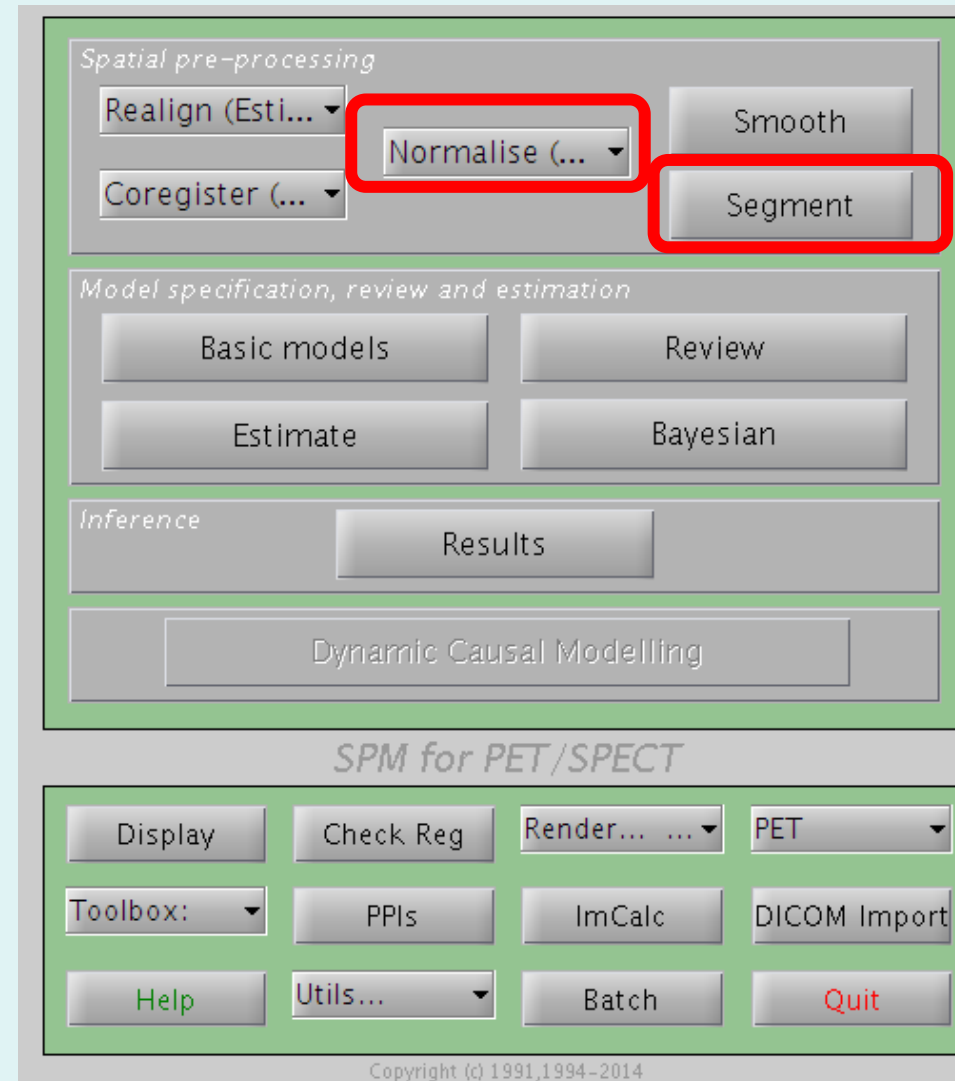 Spatial pre-processing
Realign (Esti...
Normalise (...
Smooth
Coregister (...
Segment
Model specification, review and estimation
Basic models
Review
Estimate
Bayesian
Inference
Results
Dynamic Causal Modelling
SPM for PET/SPECT
Display
Check Reg
Render... ...
PET
Toolbox:
PPIs
ImCalc
DICOM Import
Help
Utils...
Batch
Quit
Copyright (c) 1991,1994-2014